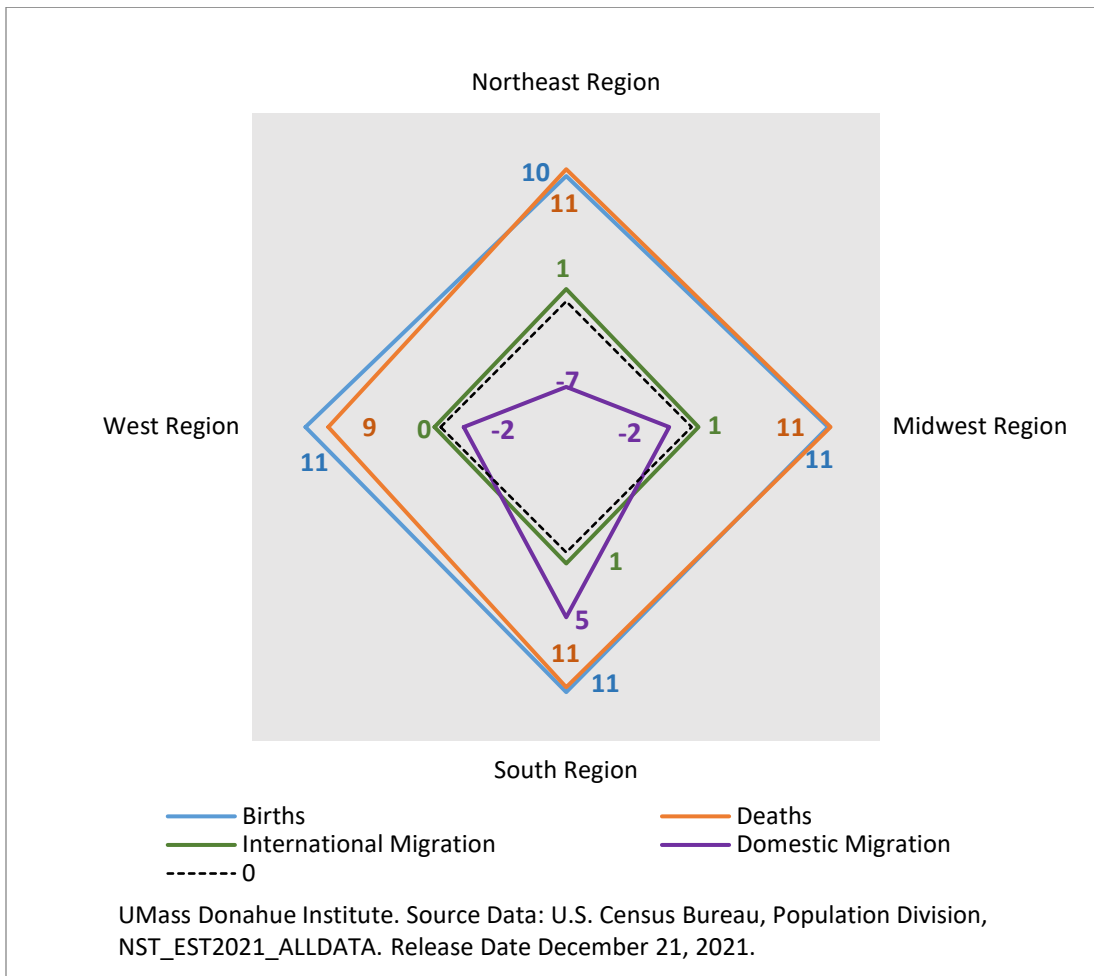 Northeast Region
10
11
1
-7
West Region
9
0
-2
-2
1
11
Midwest Region
11
11
1
5
11
11
South Region
Births
Deaths
International Migration
Domestic Migration
0
UMass Donahue Institute. Source Data: U.S. Census Bureau, Population Division,
NST_EST2021_ALLDATA. Release Date December 21, 2021.